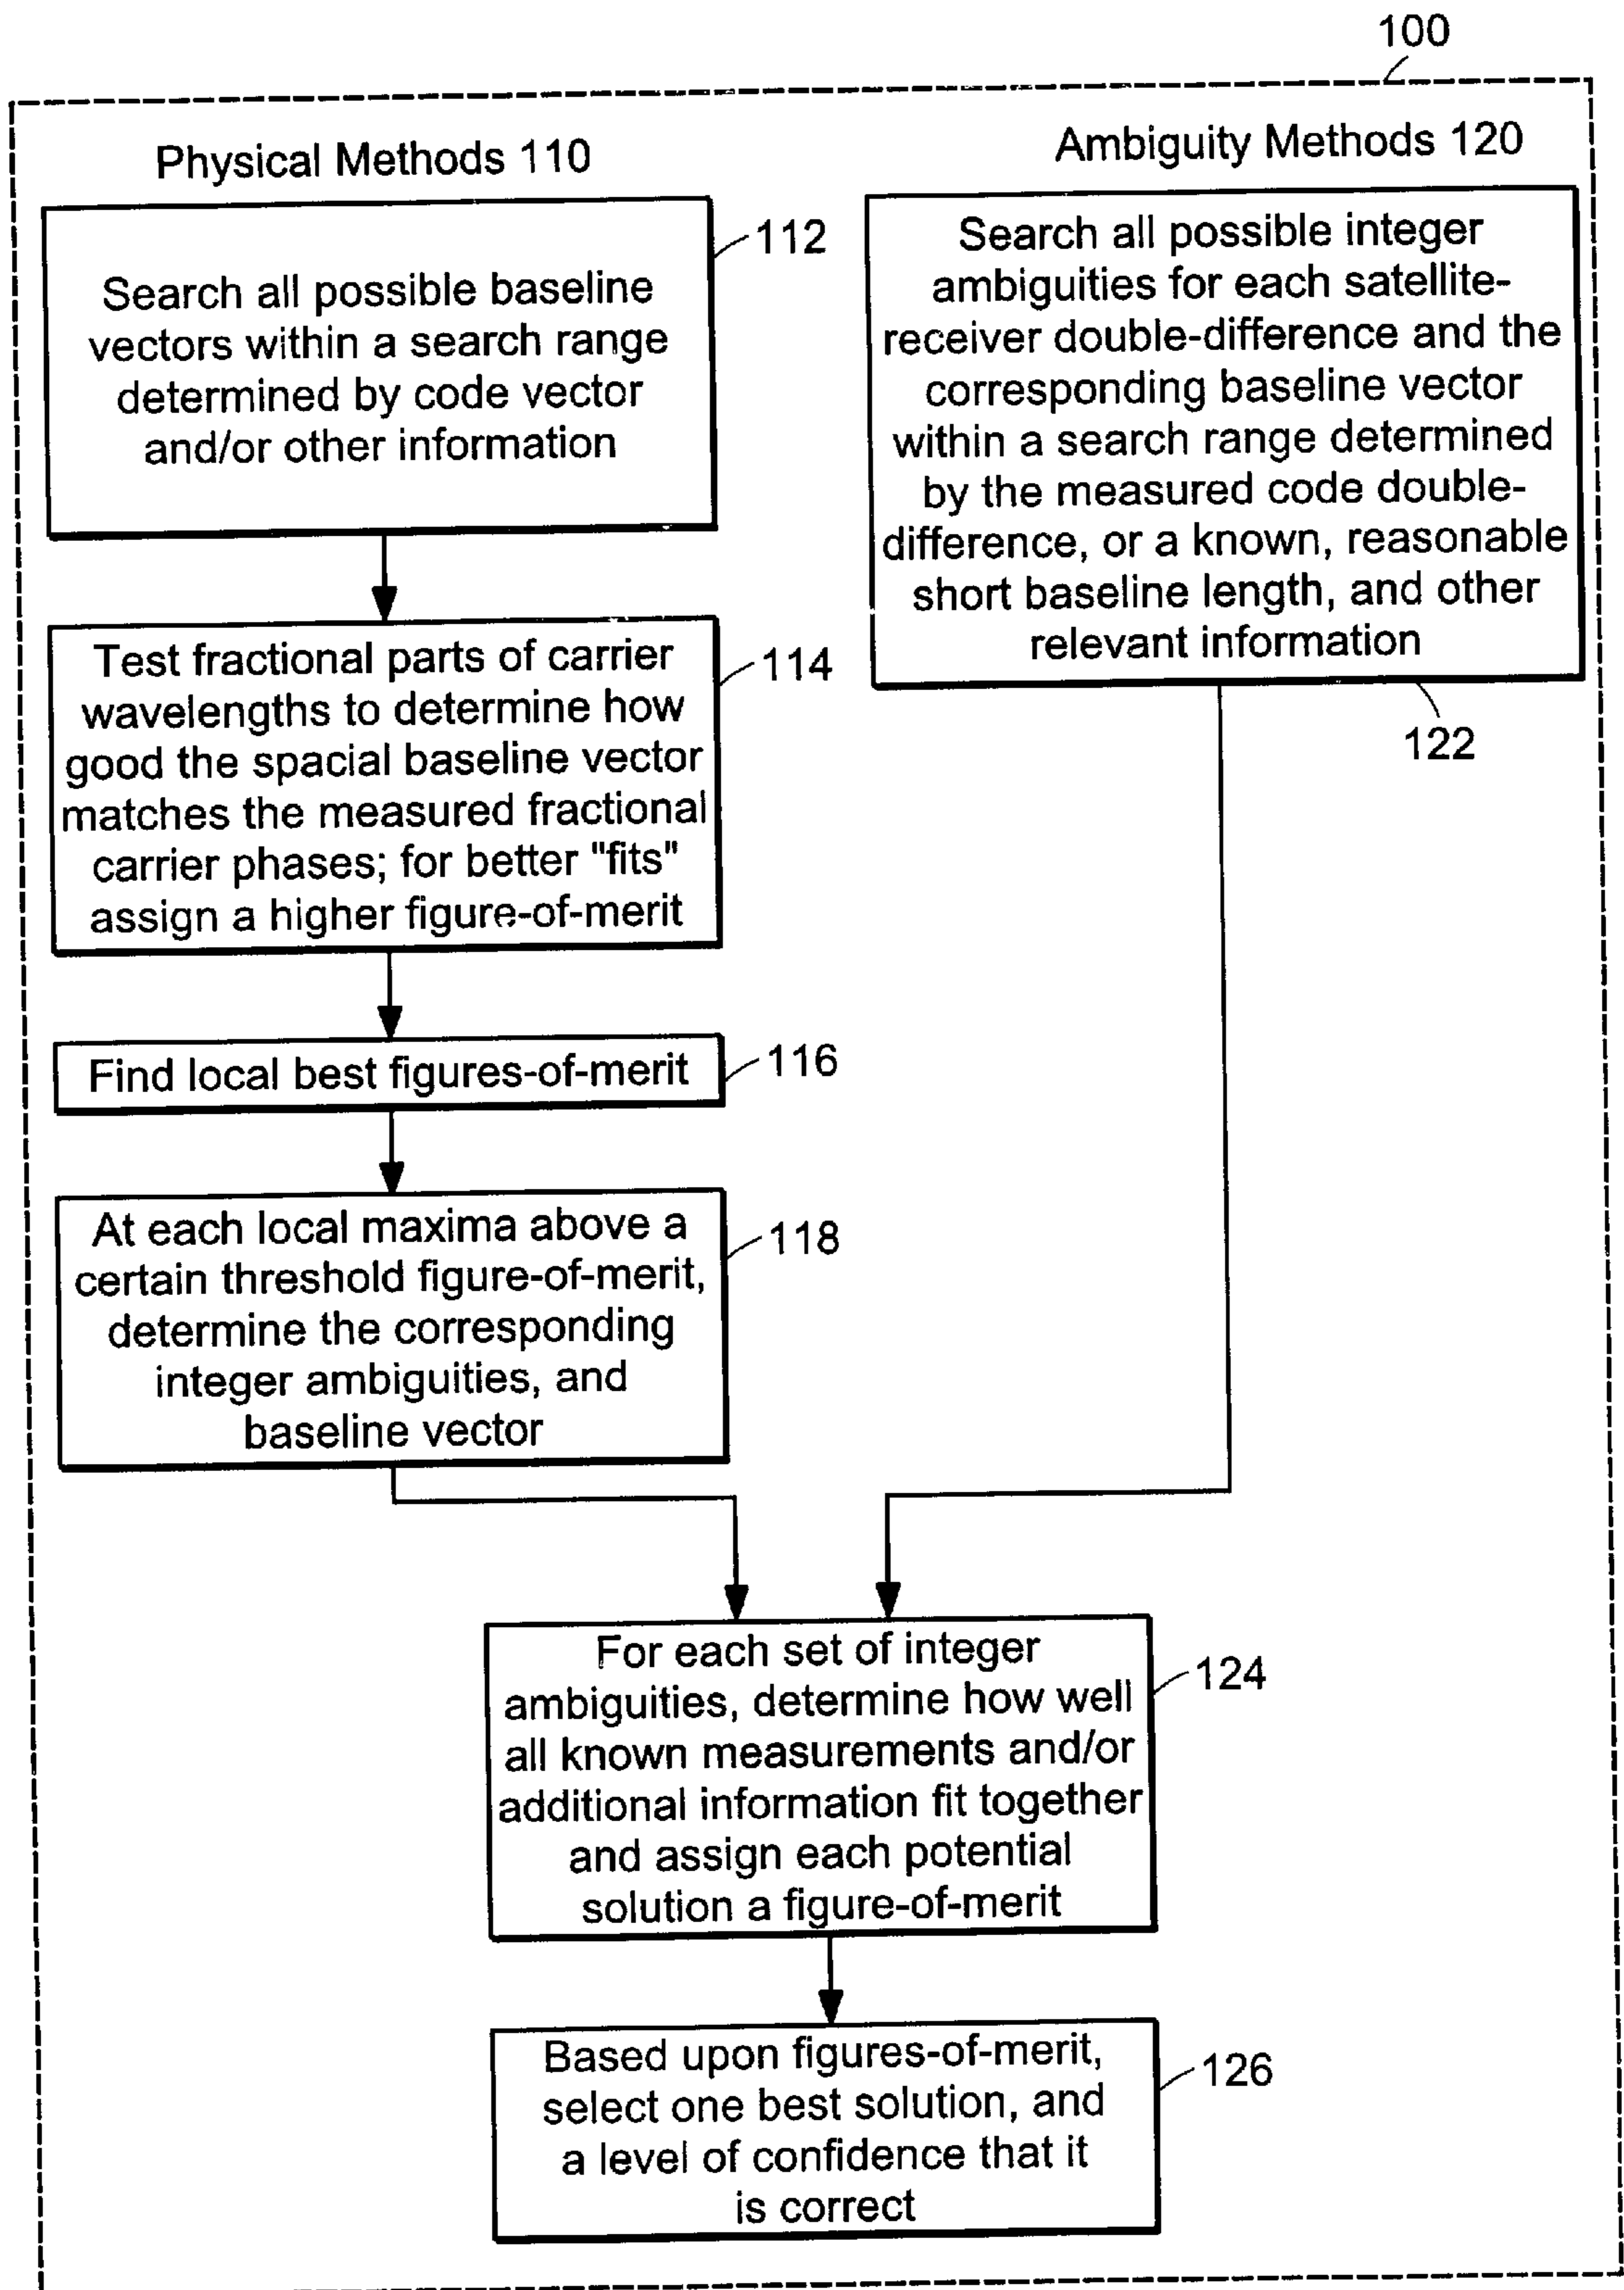 100
Physical Methods 110
Search all possible baseline
vectors within a search range
determined by code vector
and/or other information
112
Test fractional parts of carrier
wavelengths to determine how
good the spacial baseline vector
matches the measured fractional
carrier phases; for better "fits"
assign a higher figure-of-merit
114
Find local best figures-of-merit
116
At each local maxima above a
certain threshold figure-of-merit,
determine the corresponding
integer ambiguities, and
baseline vector
118
Ambiguity Methods 120
Search all possible integer
ambiguities for each satellite-
receiver double-difference and the
corresponding baseline vector
within a search range determined
by the measured code double-
difference, or a known, reasonable
short baseline length, and other
relevant information
122
For each set of integer
ambiguities, determine how well
all known measurements and/or
additional information fit together
and assign each potential
solution a figure-of-merit
124
Based upon figures-of-merit,
select one best solution, and
a level of confidence that it
is correct
126